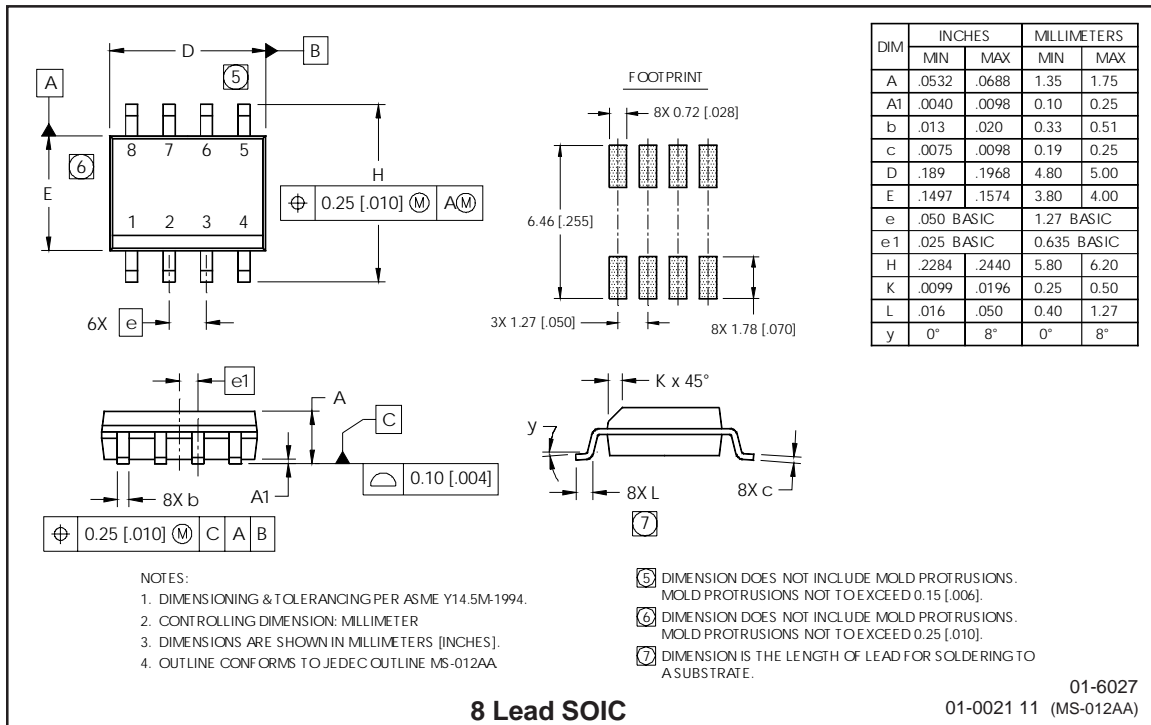 D
B
5
A
8 7 6 5
6
E
H
⌖ 0.25 [.010] Ⓜ AⓂ
1 2 3 4
6X e
FOOTPRINT
8X 0.72 [.028]
6.46 [.255]
3X 1.27 [.050]
8X 1.78 [.070]
DIM INCHES MILLIMETERS
MIN MAX MIN MAX
A .0532 .0688 1.35 1.75
A1 .0040 .0098 0.10 0.25
b .013 .020 0.33 0.51
c .0075 .0098 0.19 0.25
D .189 .1968 4.80 5.00
E .1497 .1574 3.80 4.00
e .050 BASIC 1.27 BASIC
e1 .025 BASIC 0.635 BASIC
H .2284 .2440 5.80 6.20
K .0099 .0196 0.25 0.50
L .016 .050 0.40 1.27
y 0° 8° 0° 8°
e1
A
C
0.10 [.004]
8X b
A1
⌖ 0.25 [.010] Ⓜ C A B
K x 45°
y
8X L
8X c
7
NOTES:
1. DIMENSIONING & TOLERANCING PER ASME Y14.5M-1994.
2. CONTROLLING DIMENSION: MILLIMETER
3. DIMENSIONS ARE SHOWN IN MILLIMETERS [INCHES].
4. OUTLINE CONFORMS TO JEDEC OUTLINE MS-012AA.
5 DIMENSION DOES NOT INCLUDE MOLD PROTRUSIONS.
MOLD PROTRUSIONS NOT TO EXCEED 0.15 [.006].
6 DIMENSION DOES NOT INCLUDE MOLD PROTRUSIONS.
MOLD PROTRUSIONS NOT TO EXCEED 0.25 [.010].
7 DIMENSION IS THE LENGTH OF LEAD FOR SOLDERING TO
A SUBSTRATE.
8 Lead SOIC
01-6027
01-0021 11 (MS-012AA)